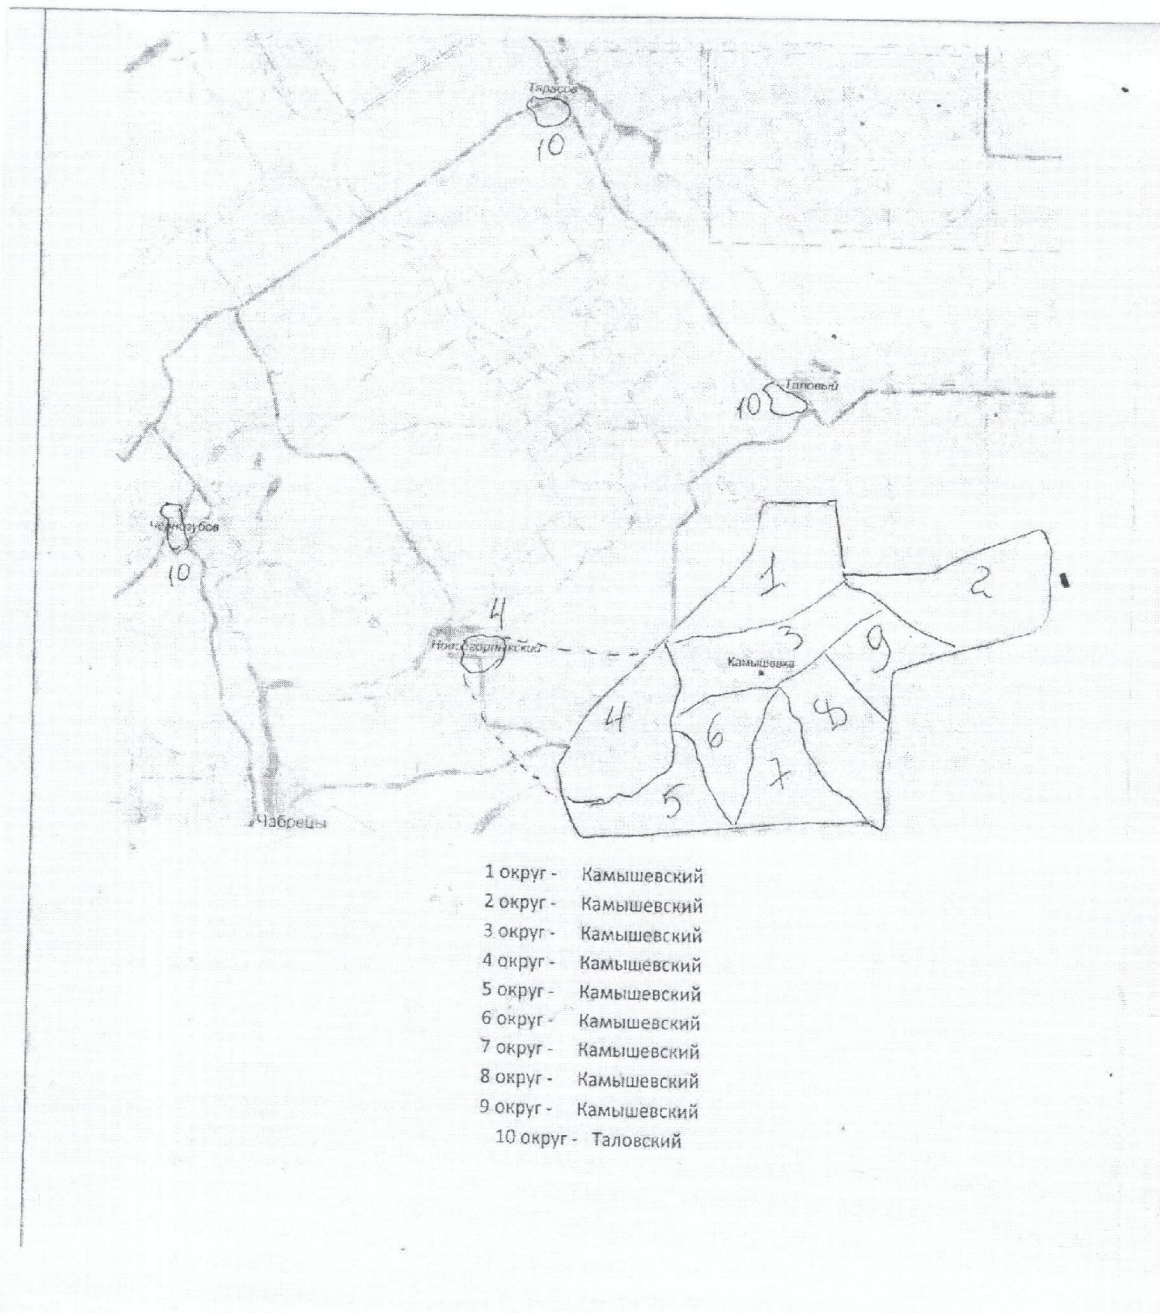 Тарасов
10
Таловый
10
10
4
1
2
3
9
Камышевка
4
6
8
7
5
Чабрецы
1 округ - Камышевский
2 округ - Камышевский
3 округ - Камышевский
4 округ - Камышевский
5 округ - Камышевский
6 округ - Камышевский
7 округ - Камышевский
8 округ - Камышевский
9 округ - Камышевский
10 округ - Таловский